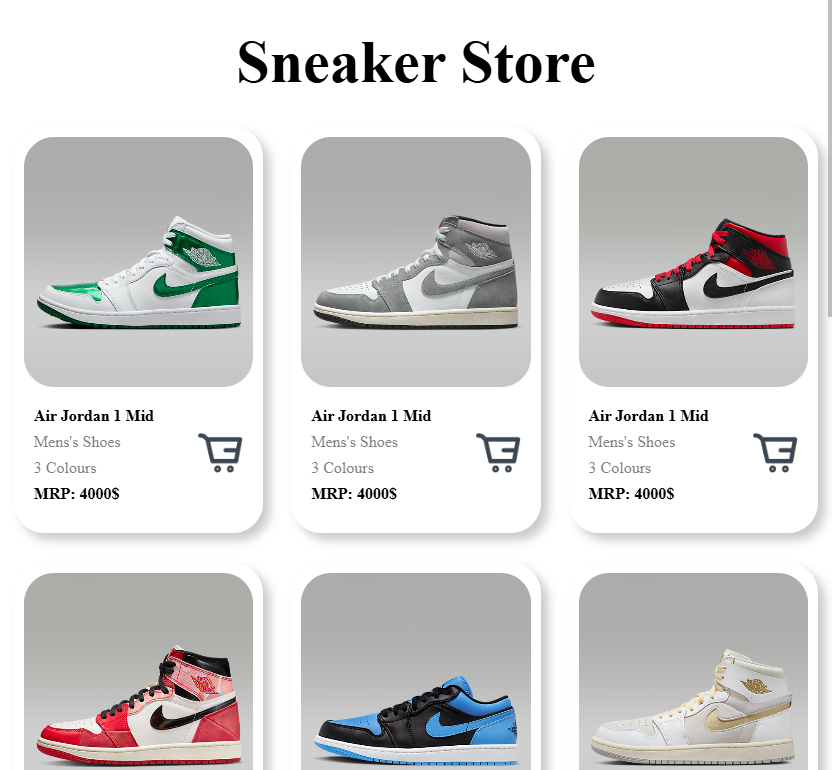 Sneaker Store
Air Jordan 1 Mid
Mens's Shoes
3 Colours
MRP: 4000$
Air Jordan 1 Mid
Mens's Shoes
3 Colours
MRP: 4000$
Air Jordan 1 Mid
Mens's Shoes
3 Colours
MRP: 4000$